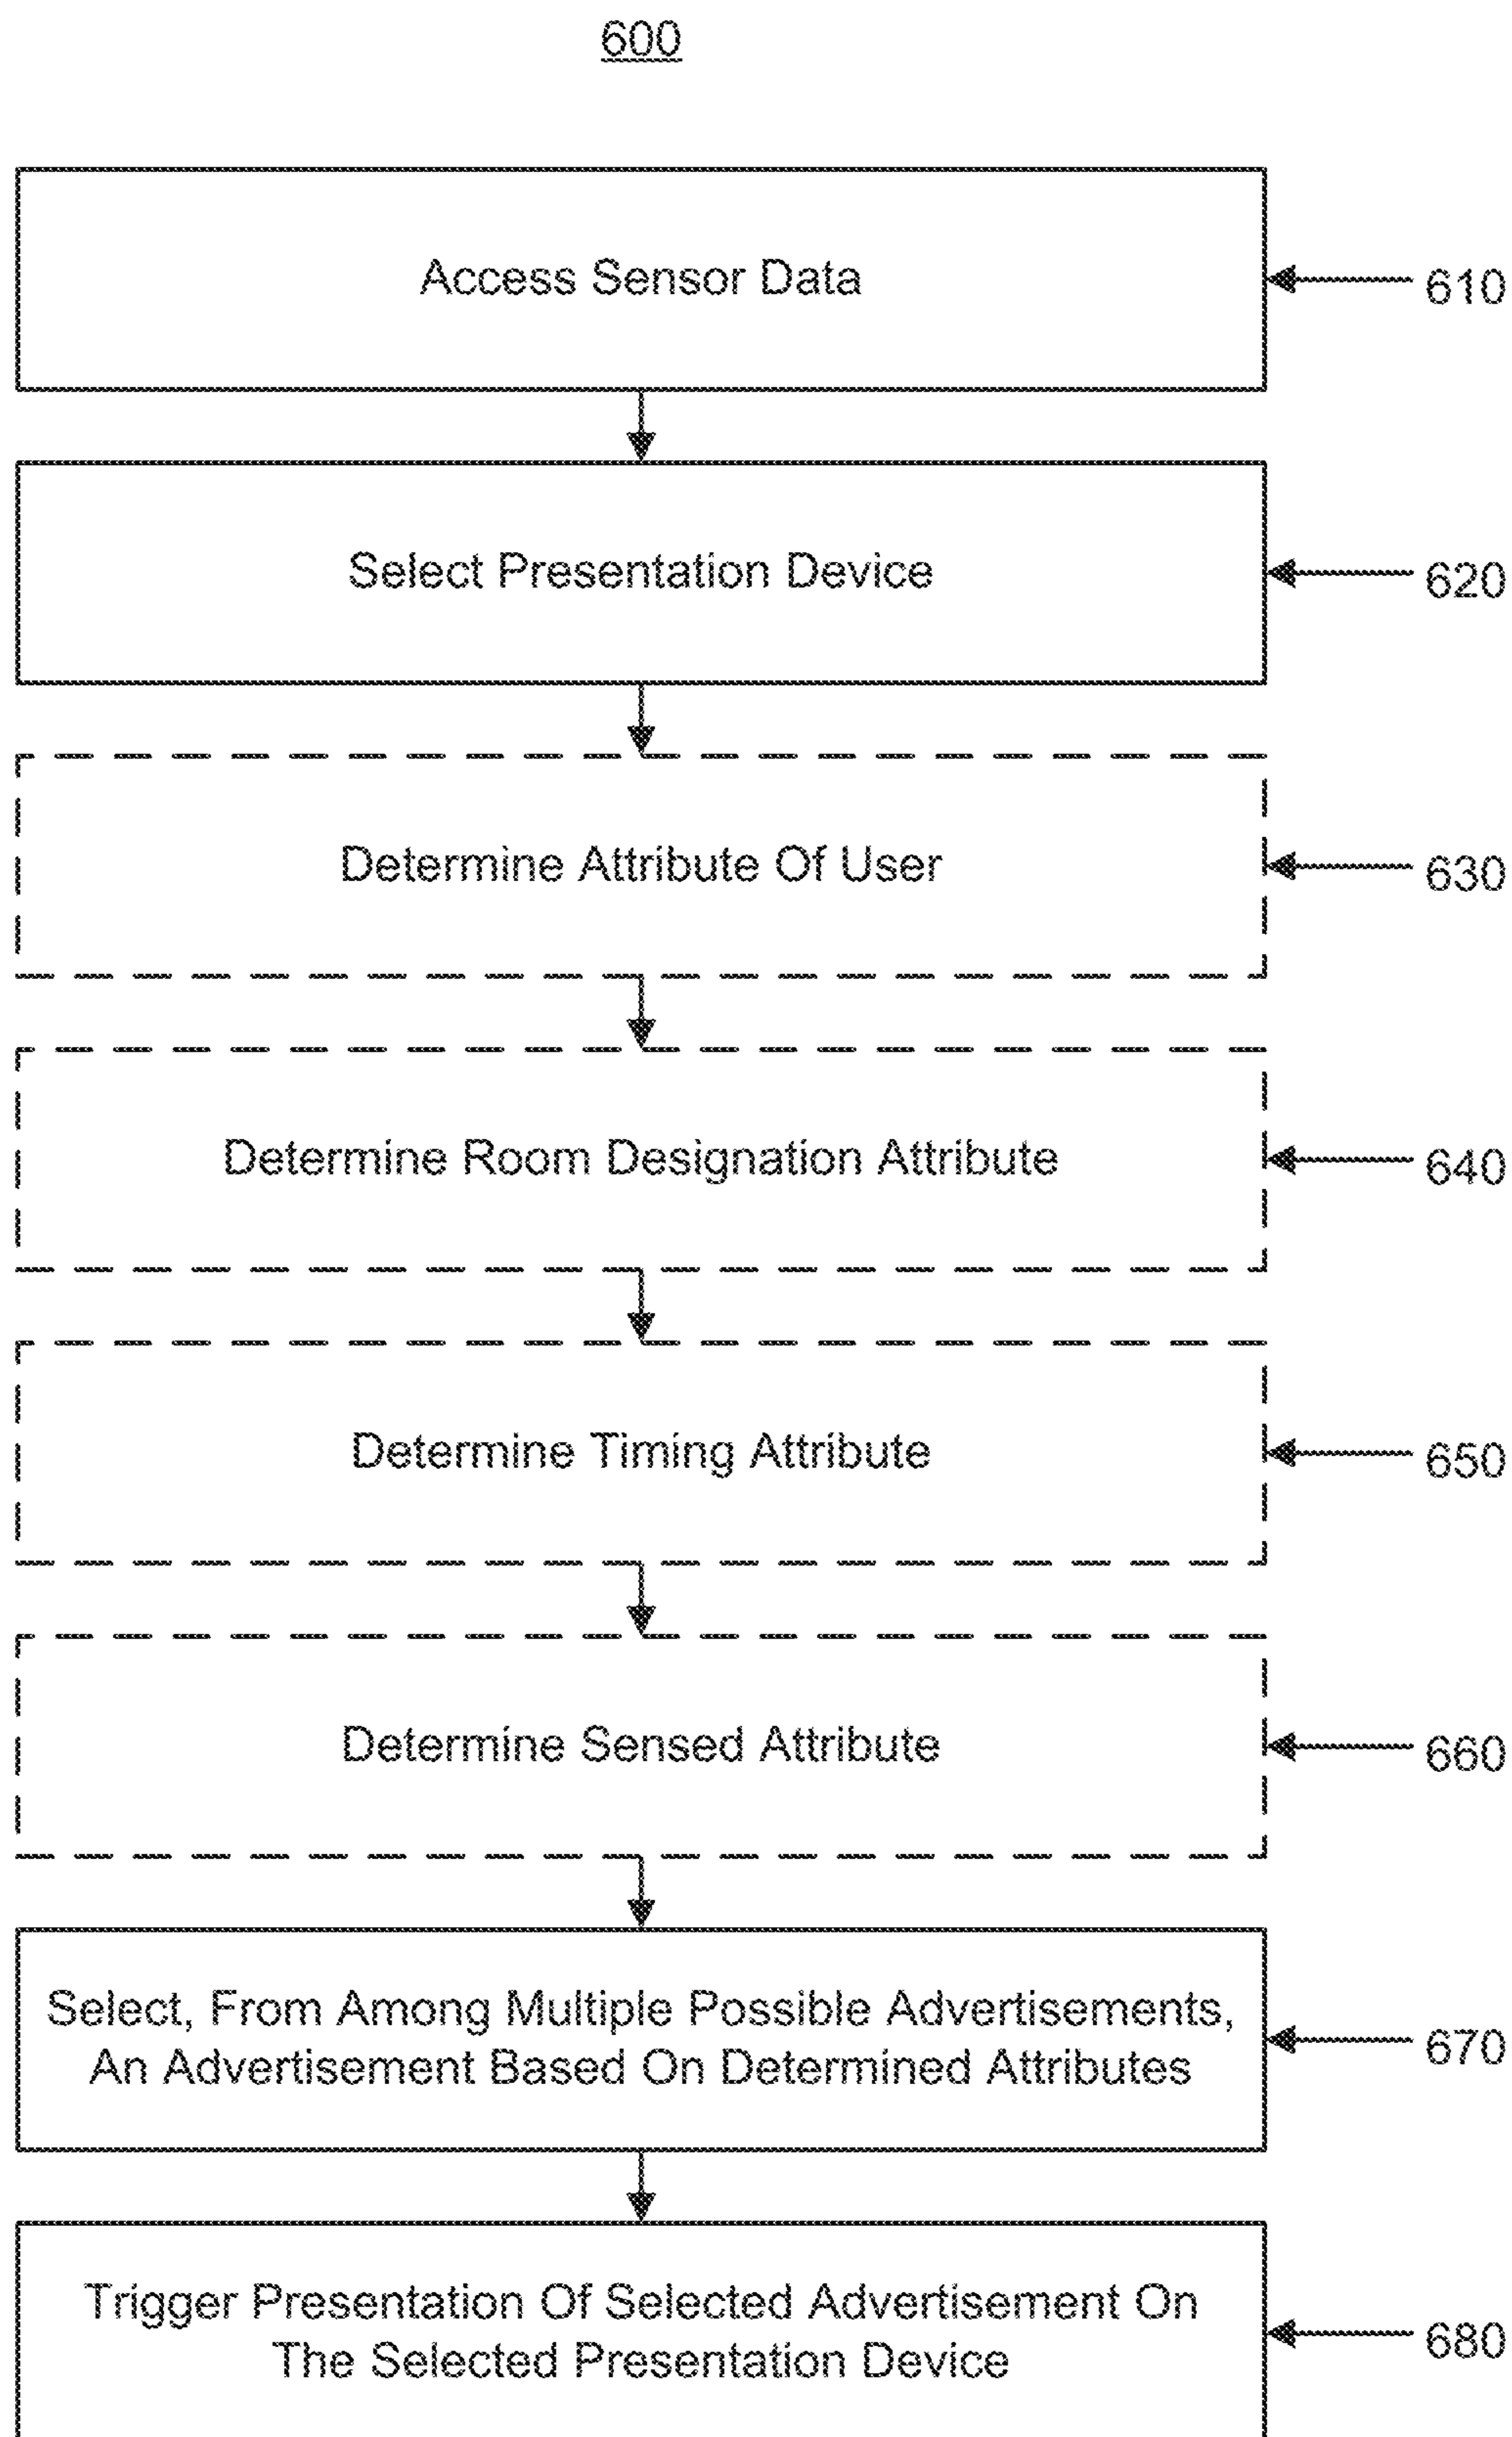 600
Access Sensor Data
610
Select Presentation Device
620
Determine Attribute Of User
630
Determine Room Designation Attribute
640
Determine Timing Attribute
650
Determine Sensed Attribute
660
Select, From Among Multiple Possible Advertisements,
An Advertisement Based On Determined Attributes
670
Trigger Presentation Of Selected Advertisement On
The Selected Presentation Device
680